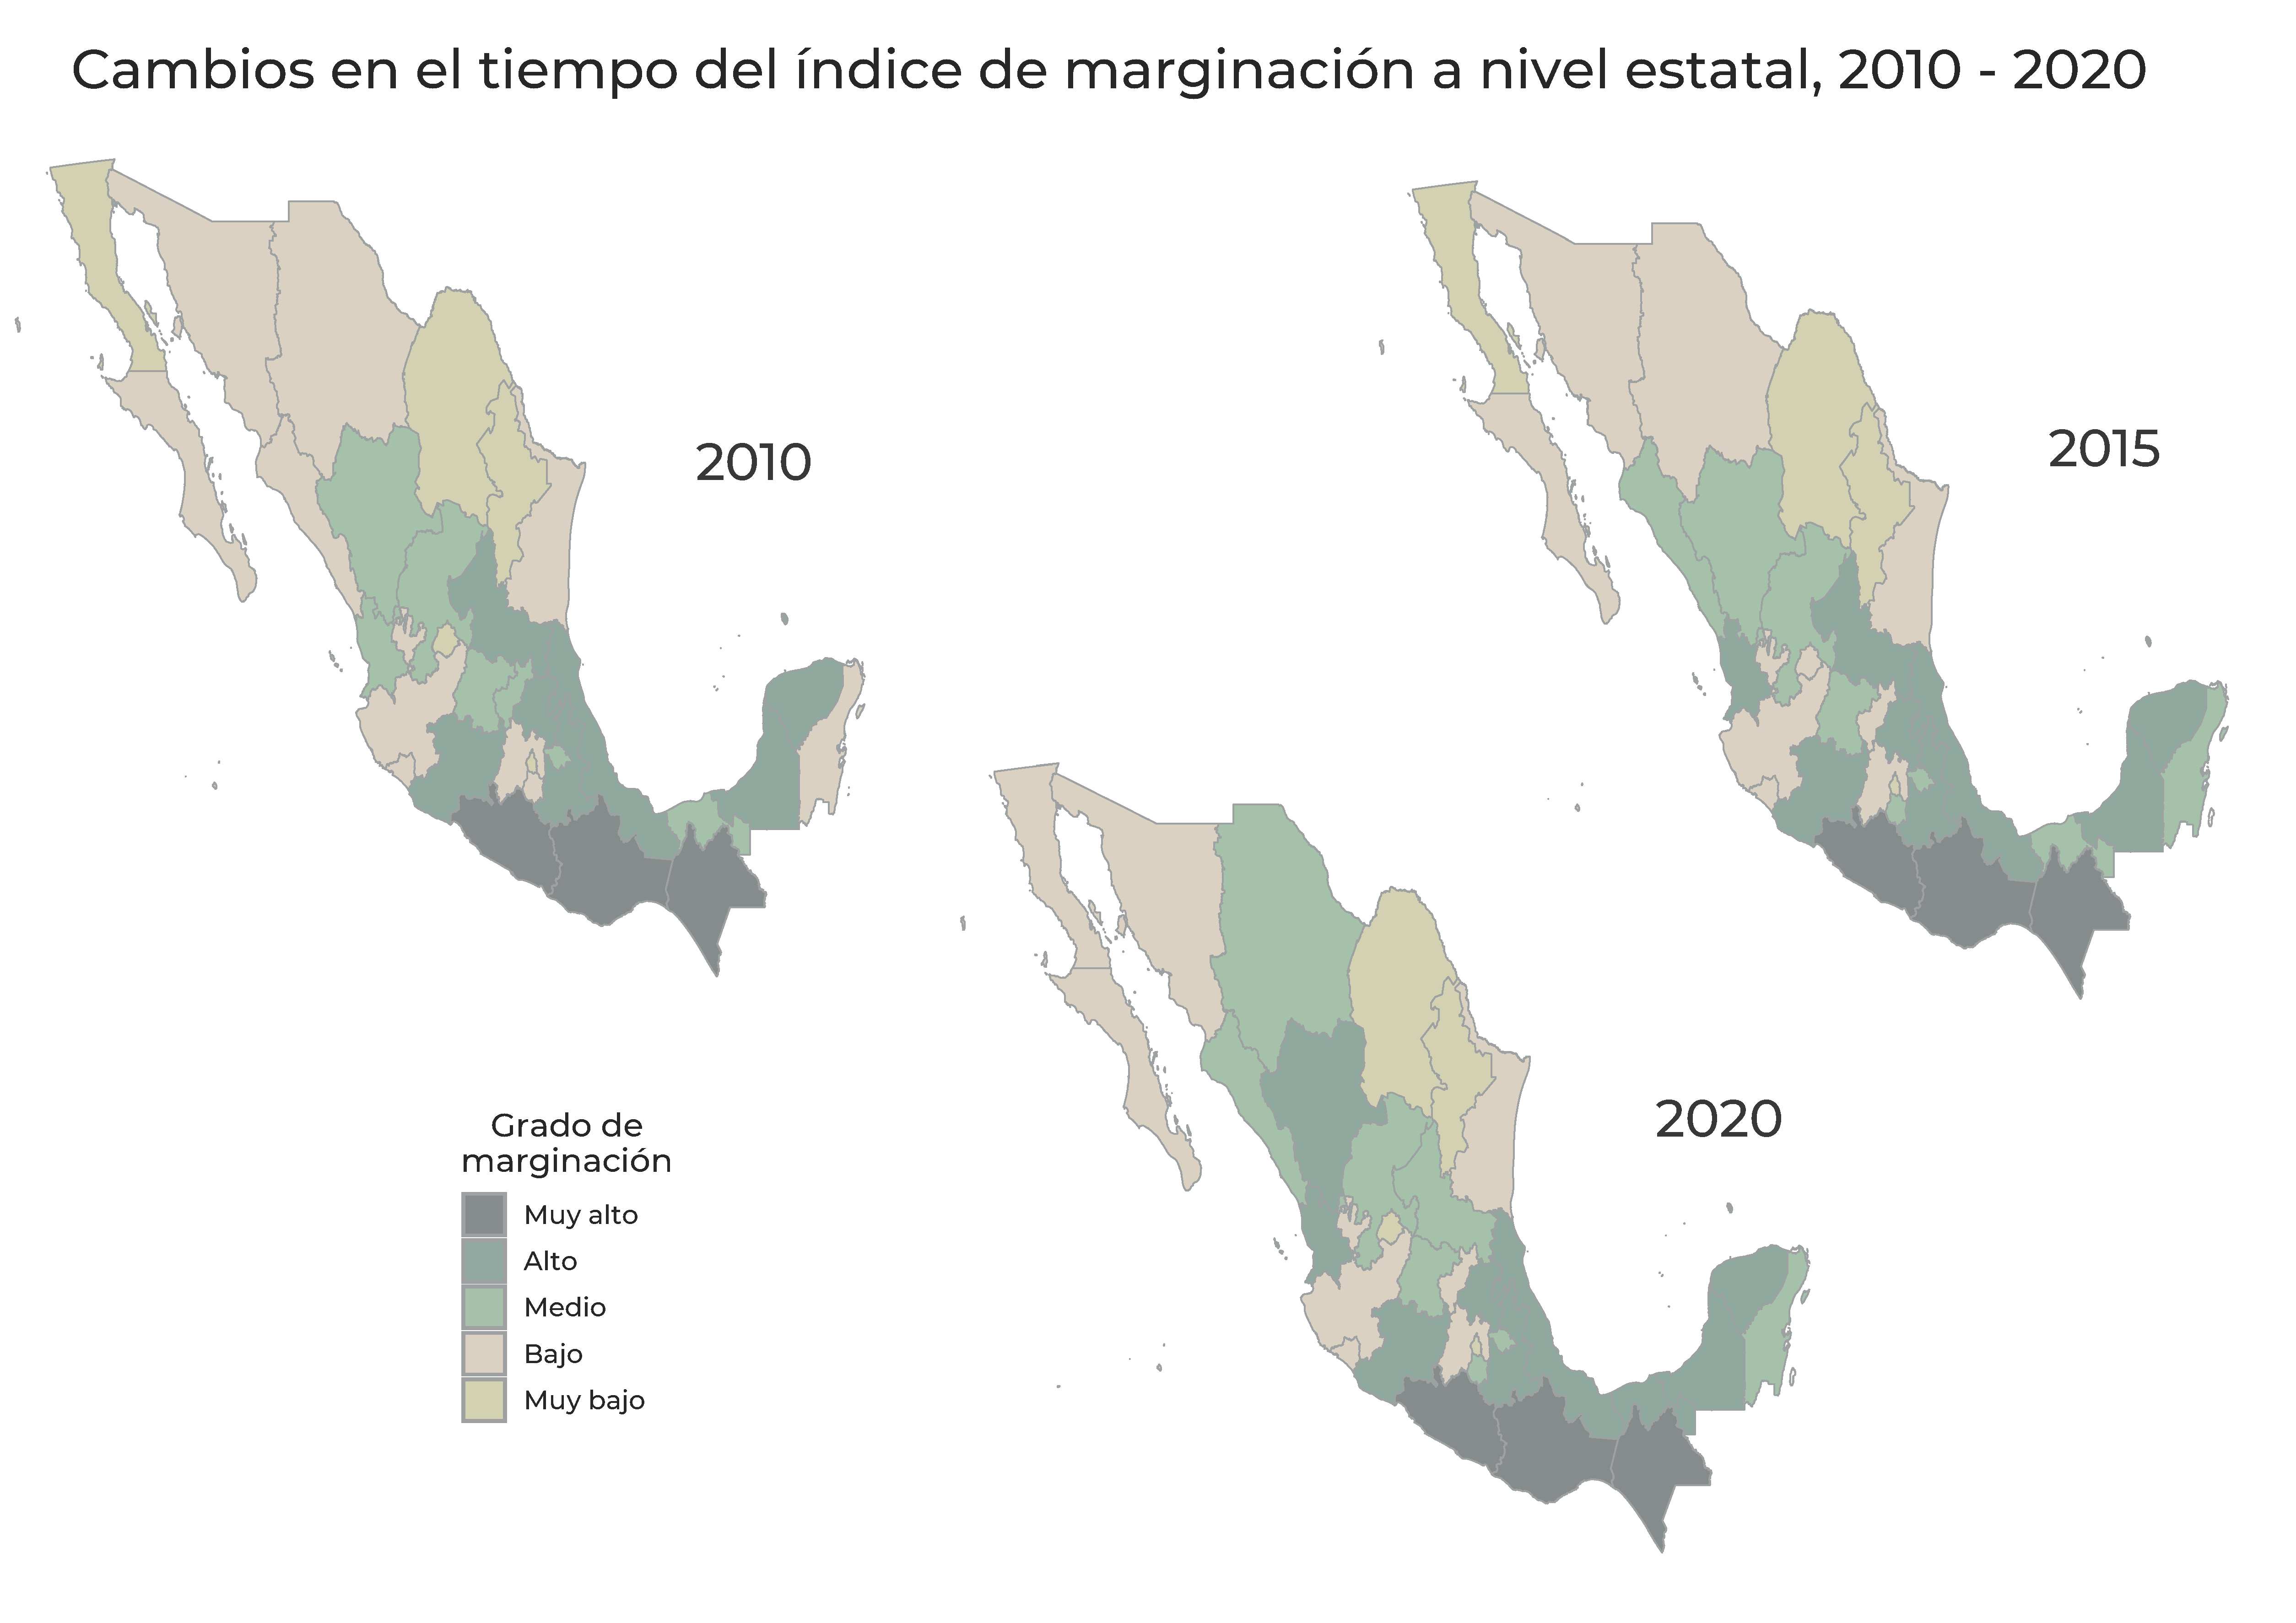 Cambios en el tiempo del índice de marginación a nivel estatal, 2010 - 2020
2010
2015
2020
Grado de
marginación
Muy alto
Alto
Medio
Bajo
Muy bajo